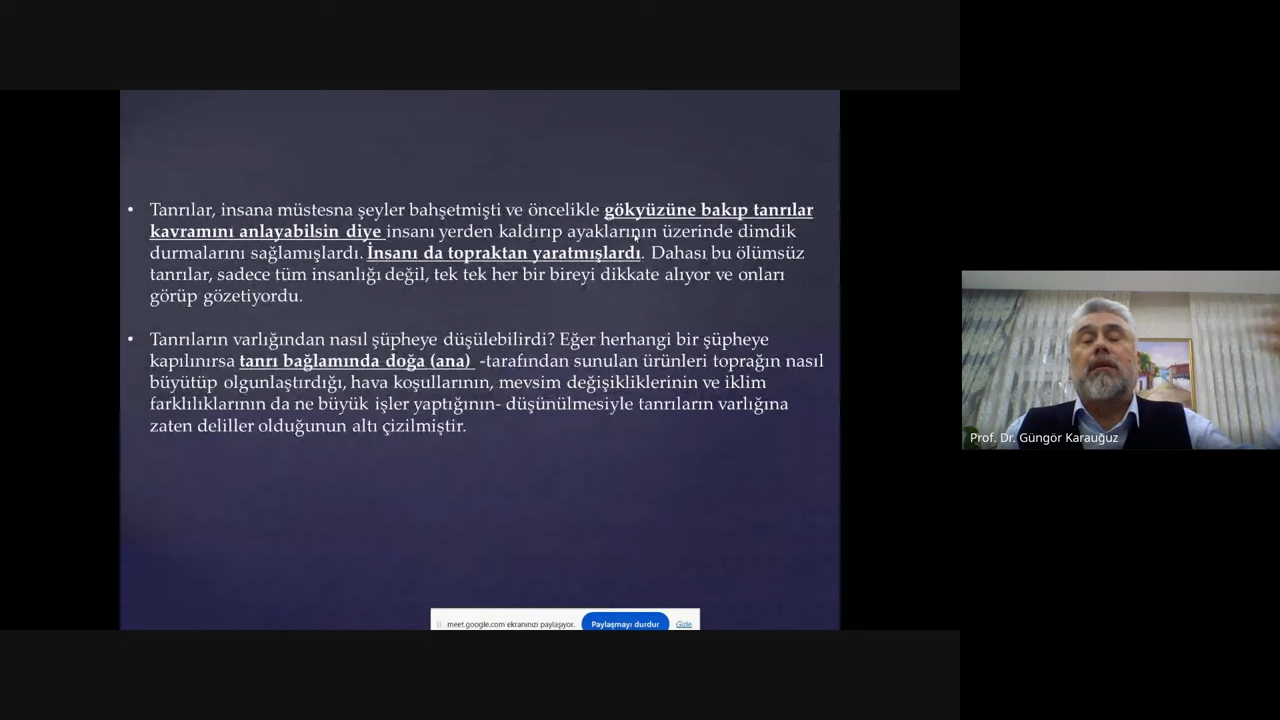 • Tanrılar, insana müstesna şeyler bahşetmişti ve öncelikle gökyüzüne bakıp tanrılar
kavramını anlayabilsin diye insanı yerden kaldırıp ayaklarının üzerinde dimdik
durmalarını sağlamışlardı. İnsanı da topraktan yaratmışlardı. Dahası bu ölümsüz
tanrılar, sadece tüm insanlığı değil, tek tek her bir bireyi dikkate alıyor ve onları
görüp gözetiyordu.
• Tanrıların varlığından nasıl şüpheye düşülebilirdi? Eğer herhangi bir şüpheye
kapılınırsa tanrı bağlamında doğa (ana) -tarafından sunulan ürünleri toprağın nasıl
büyütüp olgunlaştırdığı, hava koşullarının, mevsim değişikliklerinin ve iklim
farklılıklarının da ne büyük işler yaptığının- düşünülmesiyle tanrıların varlığına
zaten deliller olduğunun altı çizilmiştir.
Prof. Dr. Güngör Karauğuz
meet.google.com ekranınızı paylaşıyor. Paylaşmayı durdur Gizle